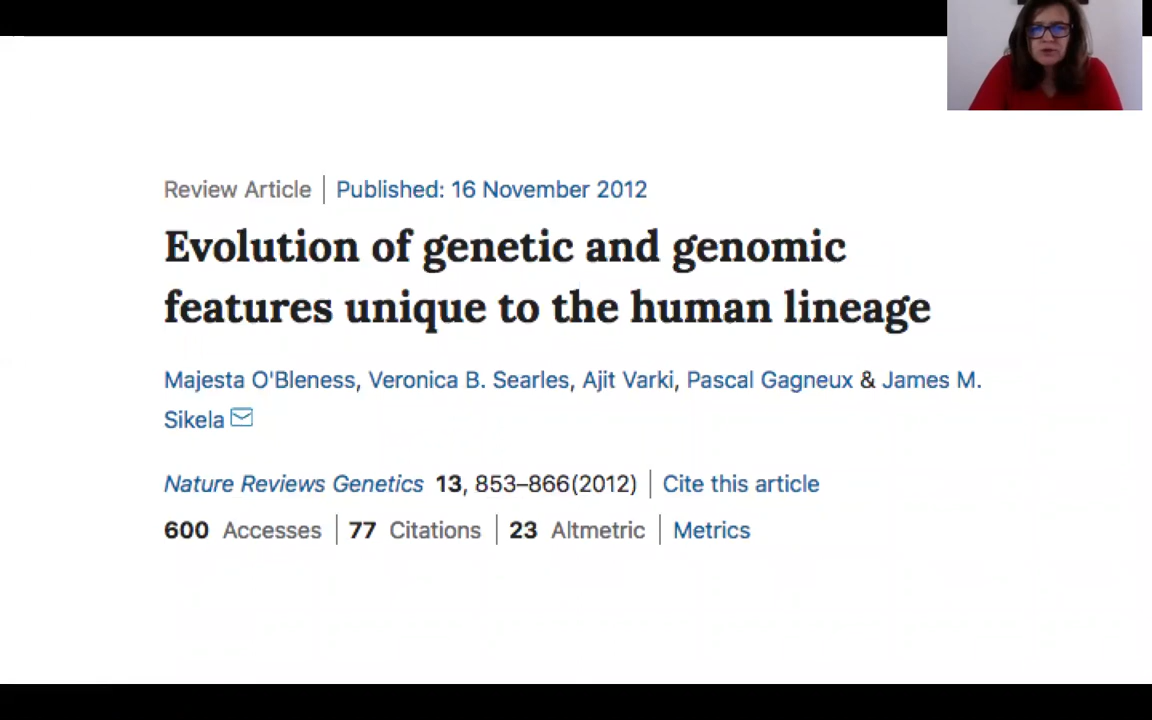 Review Article | Published: 16 November 2012
Evolution of genetic and genomic
features unique to the human lineage
Majesta O'Bleness, Veronica B. Searles, Ajit Varki, Pascal Gagneux & James M.
Sikela
Nature Reviews Genetics 13, 853–866(2012) | Cite this article
600 Accesses | 77 Citations | 23 Altmetric | Metrics